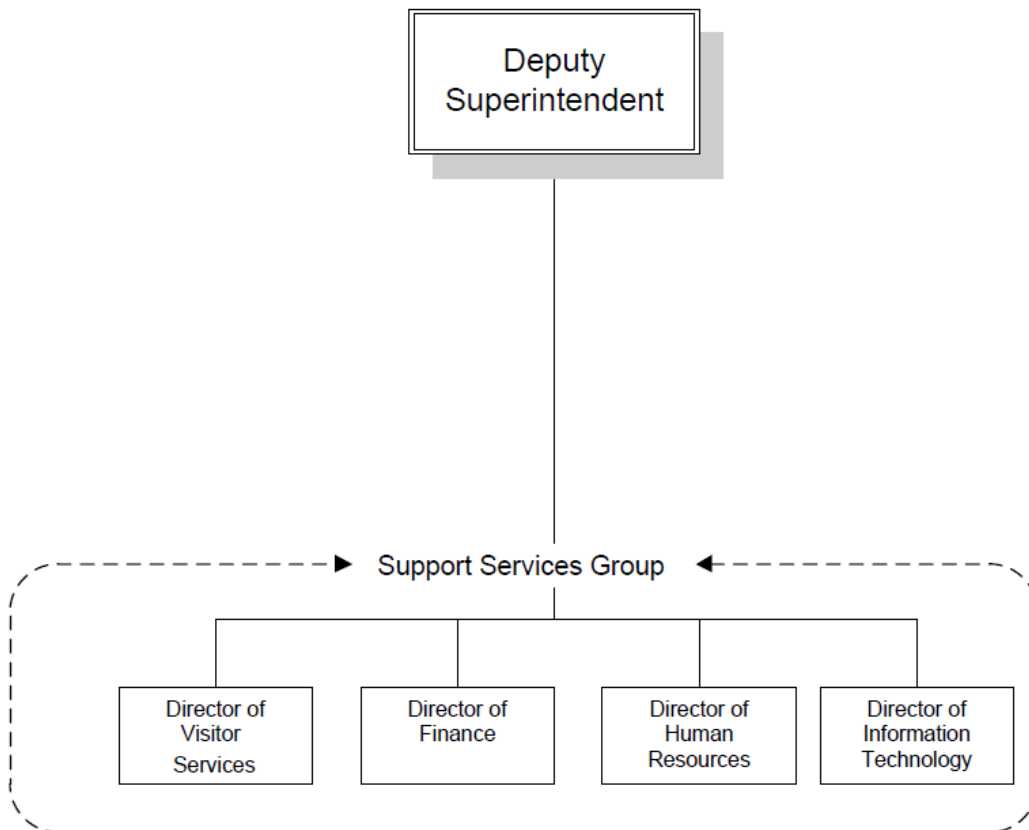 Deputy
Superintendent
Support Services Group
Director of
Visitor
Services
Director of
Finance
Director of
Human
Resources
Director of
Information
Technology